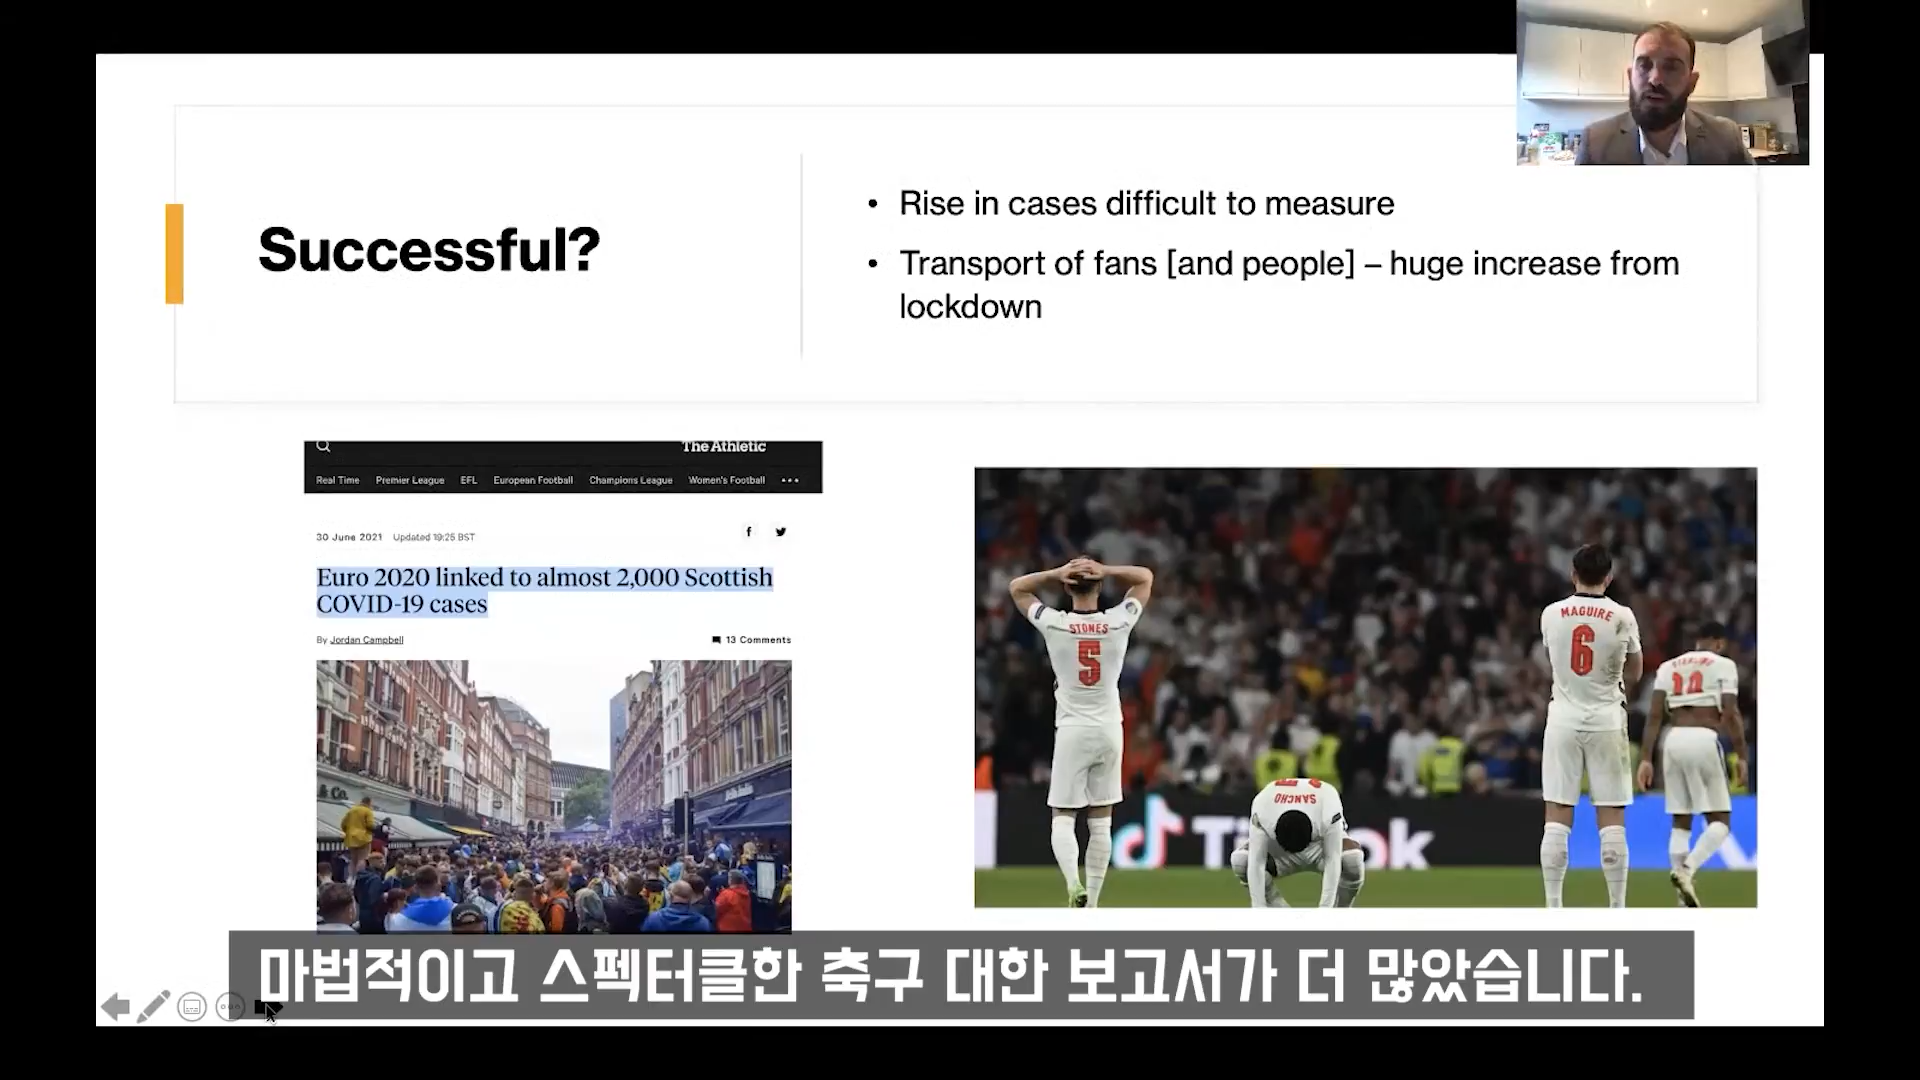 Successful?
• Rise in cases difficult to measure
• Transport of fans [and people] – huge increase from
lockdown
The Athletic
Real Time Premier League EFL European Football Champions League Women's Football
30 June 2021 Updated 19:25 BST
Euro 2020 linked to almost 2,000 Scottish
COVID-19 cases
By Jordan Campbell 13 Comments
STONES
5
MAGUIRE
6
SANCHO
10
마법적이고 스펙터클한 축구 대한 보고서가 더 많았습니다.